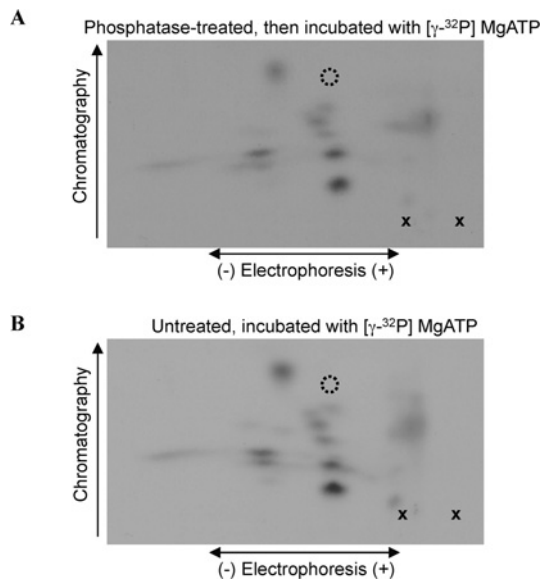 A
Phosphatase-treated, then incubated with [γ-³²P] MgATP
Chromatography
x x
(-) Electrophoresis (+)
B
Untreated, incubated with [γ-³²P] MgATP
Chromatography
x x
(-) Electrophoresis (+)